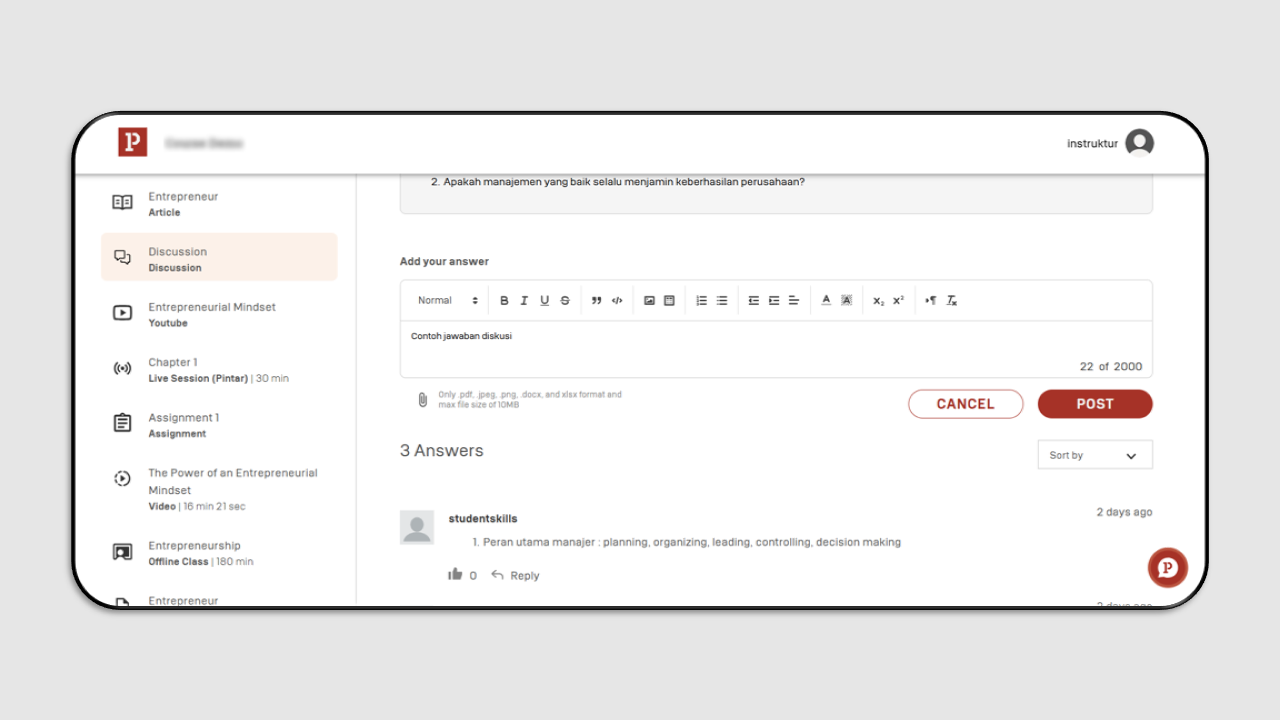 P
instruktur
Entrepreneur
Article
Discussion
Discussion
Entrepreneurial Mindset
Youtube
Chapter 1
Live Session (Pintar) | 30 min
Assignment 1
Assignment
The Power of an Entrepreneurial
Mindset
Video | 16 min 21 sec
Entrepreneurship
Offline Class | 180 min
Entrepreneur
2. Apakah manajemen yang baik selalu menjamin keberhasilan perusahaan?
Add your answer
Normal B I U S
Contoh jawaban diskusi
22 of 2000
Only .pdf, .jpeg, .png, .docx, and xlsx format and
max file size of 10MB
CANCEL POST
3 Answers
Sort by
studentskills
2 days ago
1. Peran utama manajer : planning, organizing, leading, controlling, decision making
0 Reply
P
2 days ago